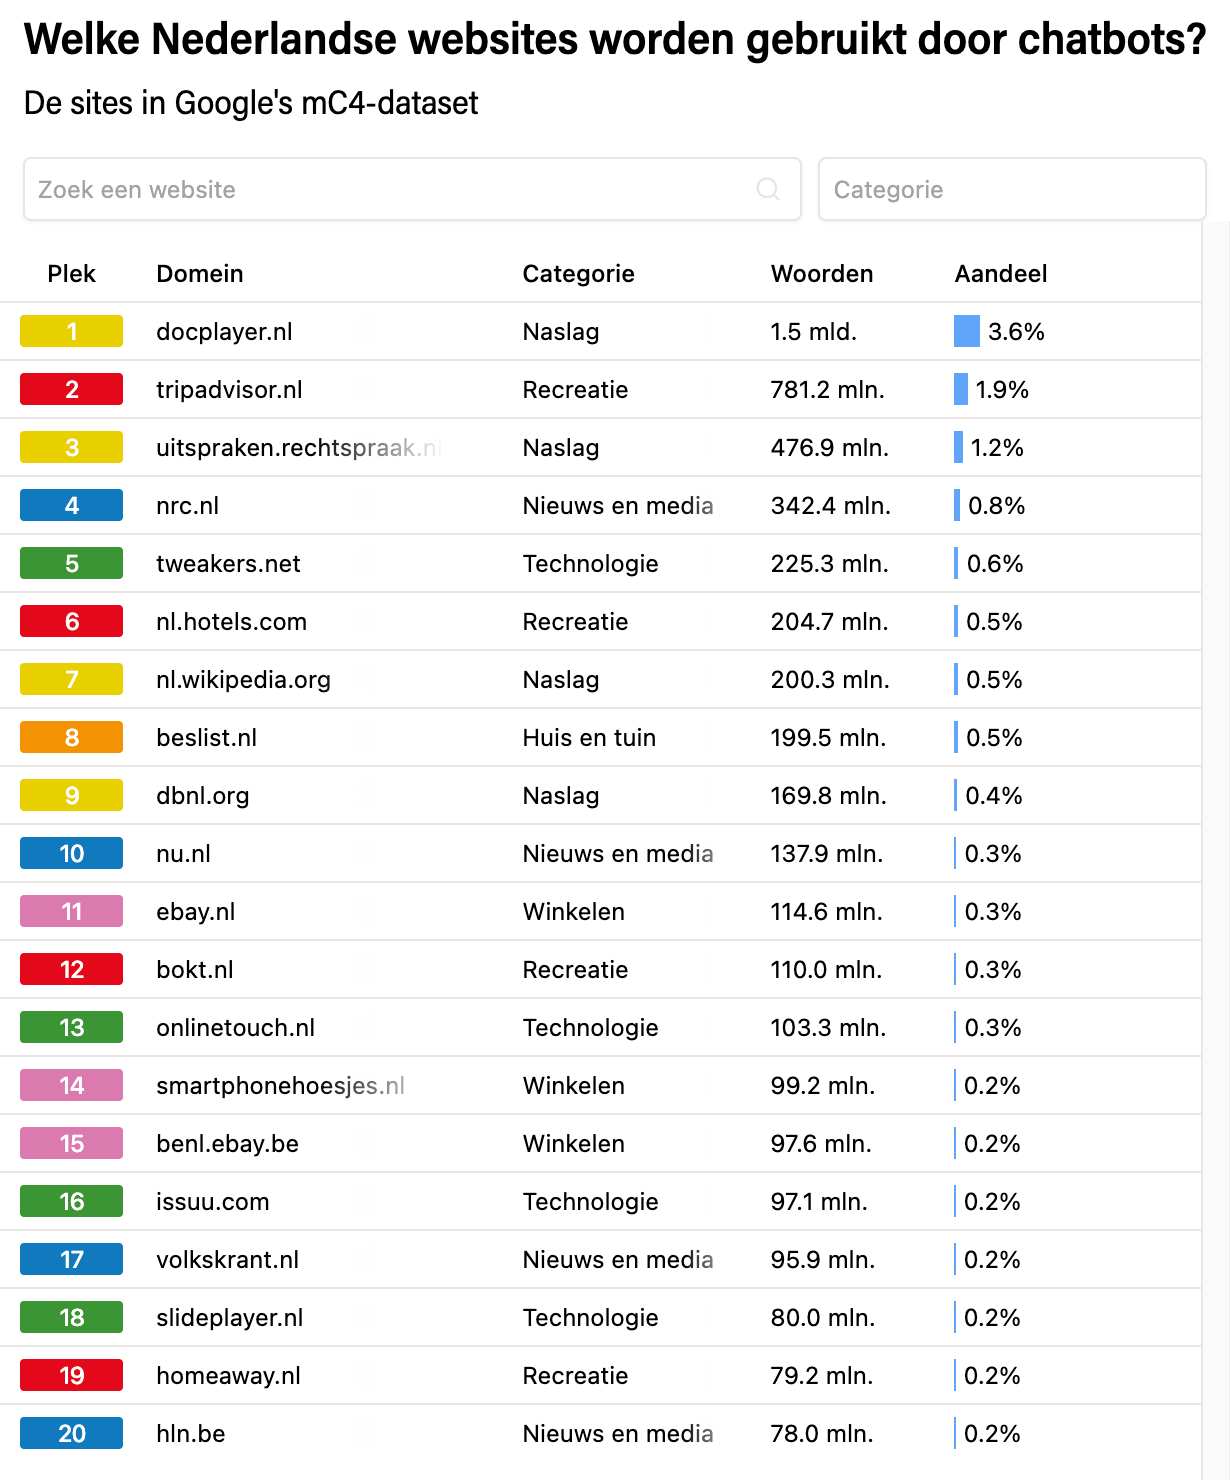 Welke Nederlandse websites worden gebruikt door chatbots?
De sites in Google's mC4-dataset
Zoek een website Categorie
Plek Domein Categorie Woorden Aandeel
1 docplayer.nl Naslag 1.5 mld. 3.6%
2 tripadvisor.nl Recreatie 781.2 mln. 1.9%
3 uitspraken.rechtspraak.nl Naslag 476.9 mln. 1.2%
4 nrc.nl Nieuws en media 342.4 mln. 0.8%
5 tweakers.net Technologie 225.3 mln. 0.6%
6 nl.hotels.com Recreatie 204.7 mln. 0.5%
7 nl.wikipedia.org Naslag 200.3 mln. 0.5%
8 beslist.nl Huis en tuin 199.5 mln. 0.5%
9 dbnl.org Naslag 169.8 mln. 0.4%
10 nu.nl Nieuws en media 137.9 mln. 0.3%
11 ebay.nl Winkelen 114.6 mln. 0.3%
12 bokt.nl Recreatie 110.0 mln. 0.3%
13 onlinetouch.nl Technologie 103.3 mln. 0.3%
14 smartphonehoesjes.nl Winkelen 99.2 mln. 0.2%
15 benl.ebay.be Winkelen 97.6 mln. 0.2%
16 issuu.com Technologie 97.1 mln. 0.2%
17 volkskrant.nl Nieuws en media 95.9 mln. 0.2%
18 slideplayer.nl Technologie 80.0 mln. 0.2%
19 homeaway.nl Recreatie 79.2 mln. 0.2%
20 hln.be Nieuws en media 78.0 mln. 0.2%